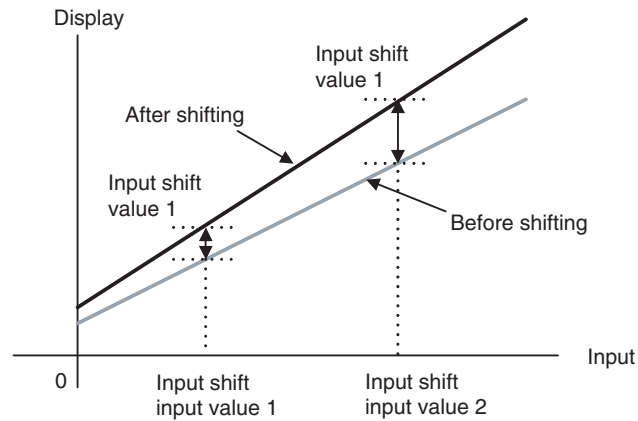 Display
Input shift
value 1
After shifting
Input shift
value 1
Before shifting
Input
0
Input shift
input value 1
Input shift
input value 2